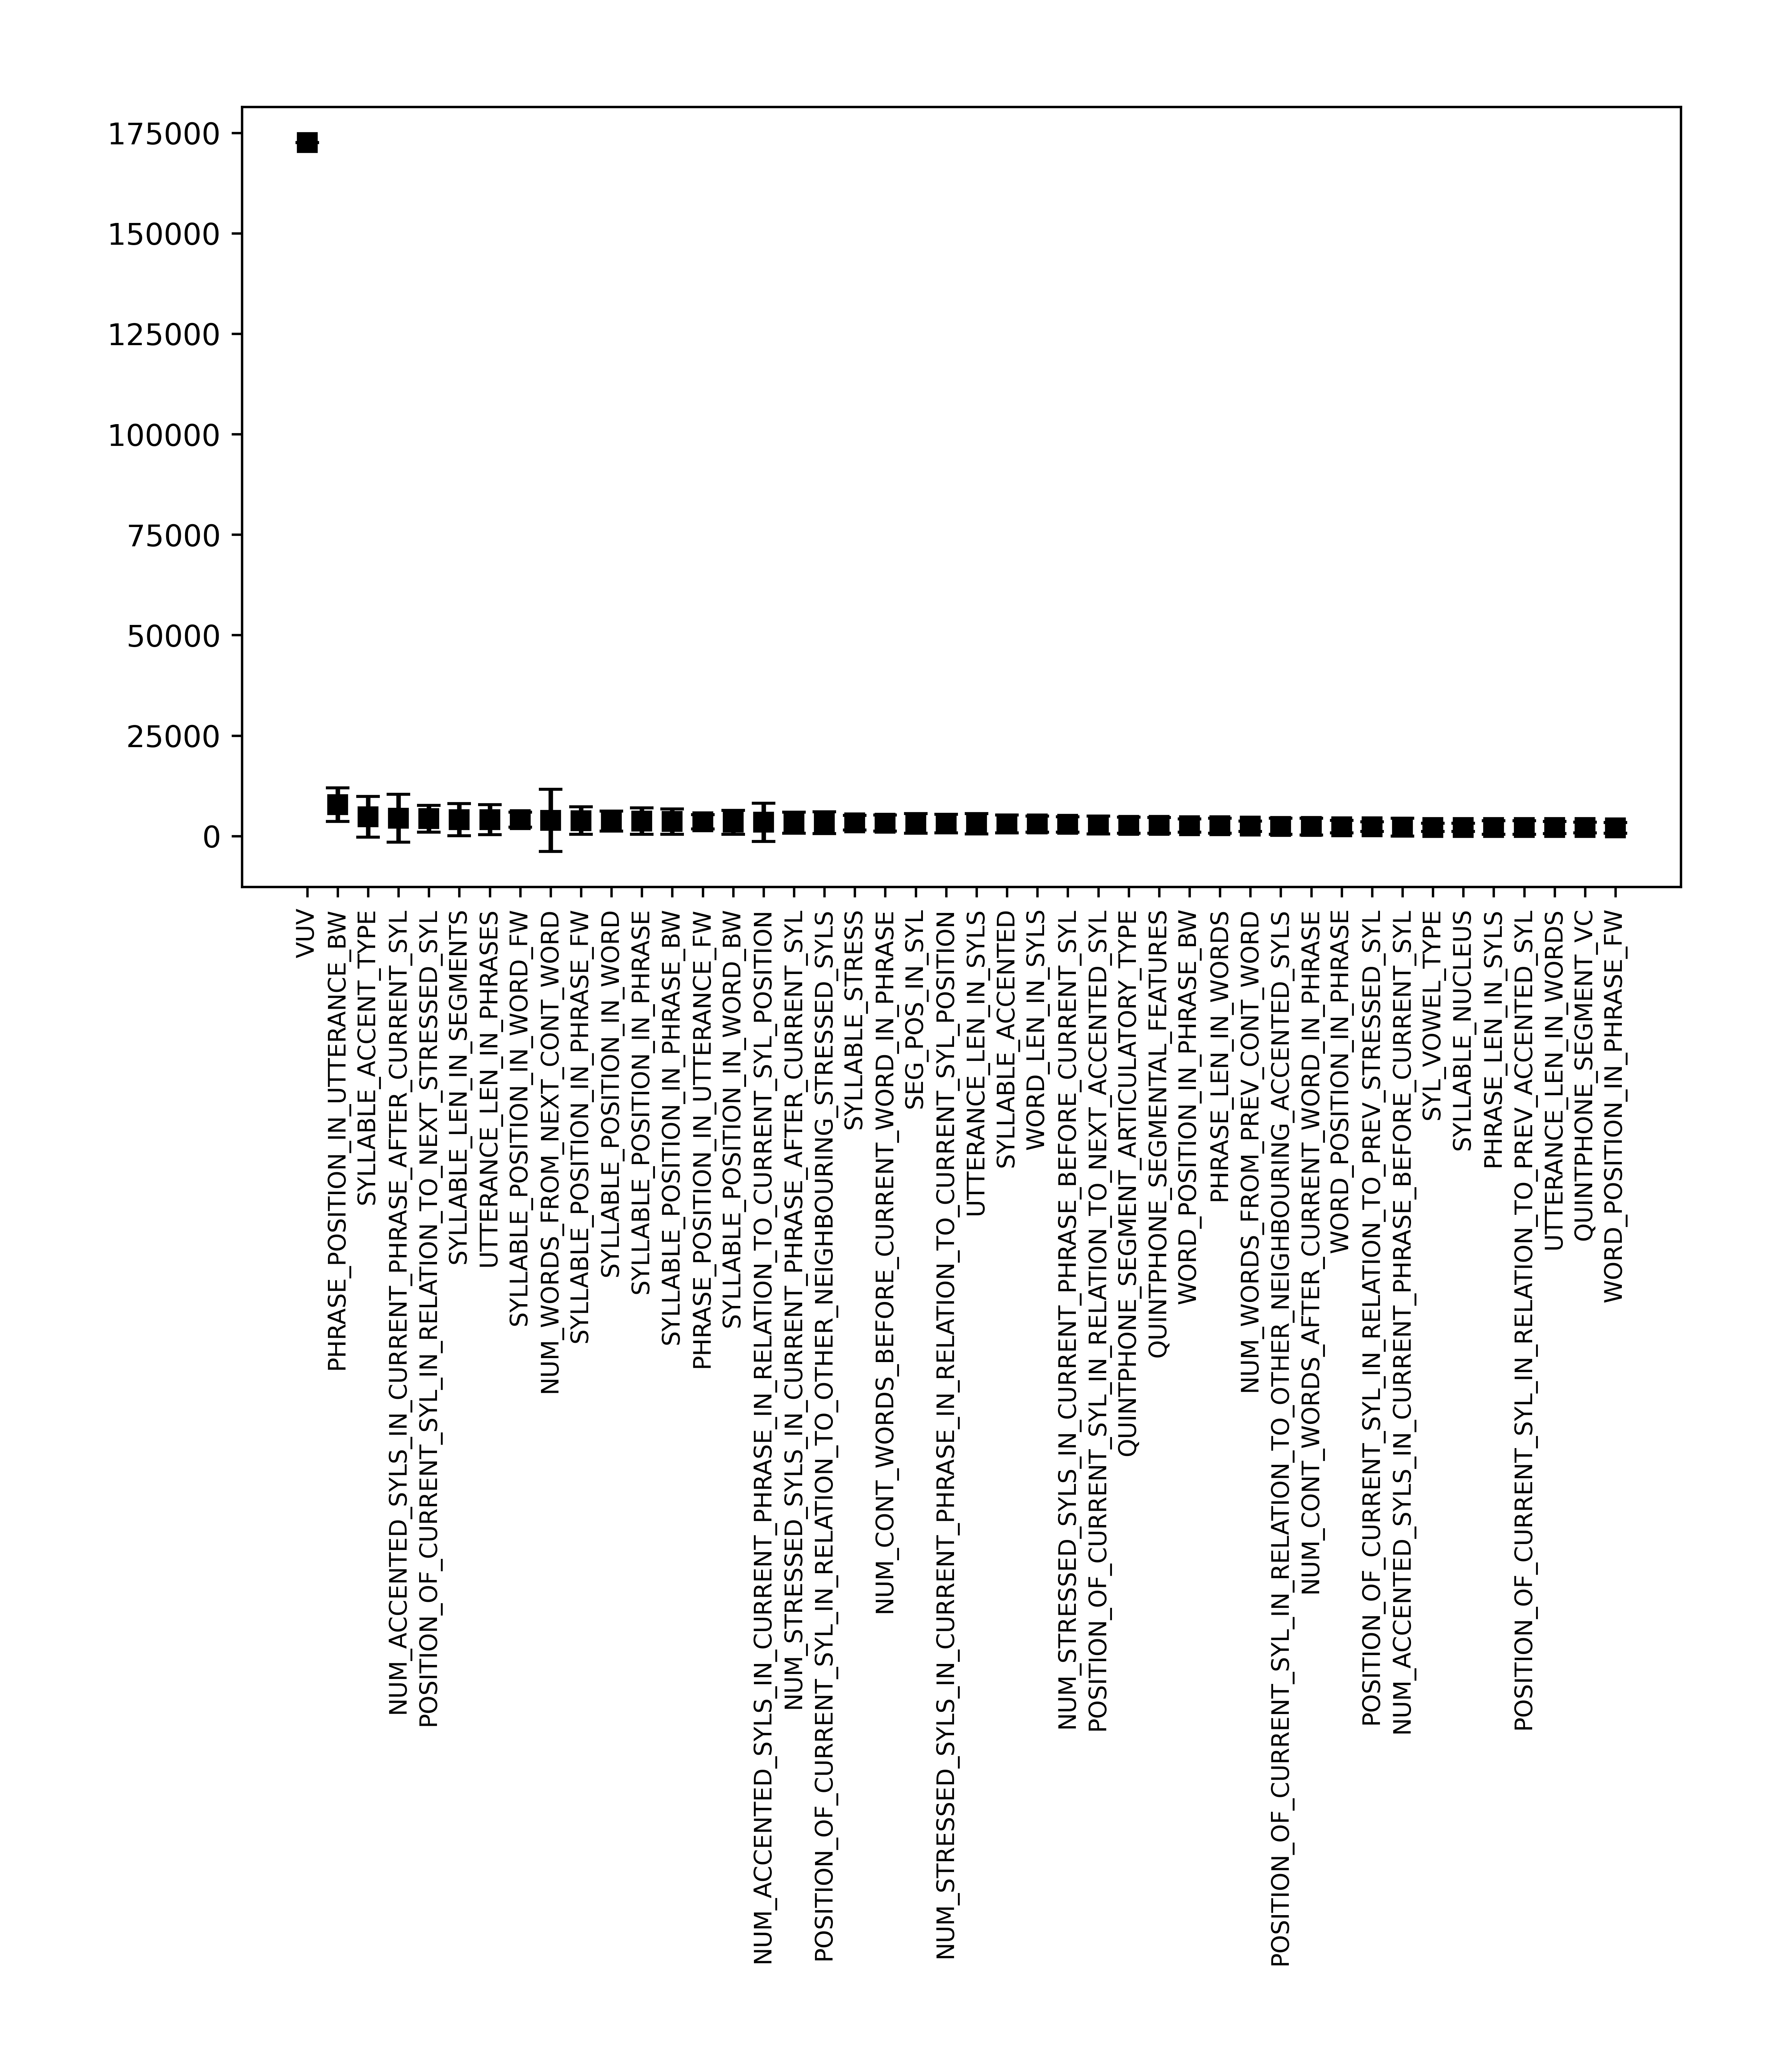 175000
150000
125000
100000
75000
50000
25000
0
VUV
PHRASE_POSITION_IN_UTTERANCE_BW
SYLLABLE_ACCENT_TYPE
NUM_ACCENTED_SYLS_IN_CURRENT_PHRASE_AFTER_CURRENT_SYL
POSITION_OF_CURRENT_SYL_IN_RELATION_TO_NEXT_STRESSED_SYL
SYLLABLE_LEN_IN_SEGMENTS
UTTERANCE_LEN_IN_PHRASES
SYLLABLE_POSITION_IN_WORD_FW
NUM_WORDS_FROM_NEXT_CONT_WORD
SYLLABLE_POSITION_IN_PHRASE_FW
SYLLABLE_POSITION_IN_WORD
SYLLABLE_POSITION_IN_PHRASE
SYLLABLE_POSITION_IN_PHRASE_BW
PHRASE_POSITION_IN_UTTERANCE_FW
SYLLABLE_POSITION_IN_WORD_BW
NUM_ACCENTED_SYLS_IN_CURRENT_PHRASE_IN_RELATION_TO_CURRENT_SYL_POSITION
NUM_STRESSED_SYLS_IN_CURRENT_PHRASE_AFTER_CURRENT_SYL
POSITION_OF_CURRENT_SYL_IN_RELATION_TO_OTHER_NEIGHBOURING_STRESSED_SYLS
SYLLABLE_STRESS
NUM_CONT_WORDS_BEFORE_CURRENT_WORD_IN_PHRASE
SEG_POS_IN_SYL
NUM_STRESSED_SYLS_IN_CURRENT_PHRASE_IN_RELATION_TO_CURRENT_SYL_POSITION
UTTERANCE_LEN_IN_SYLS
SYLLABLE_ACCENTED
WORD_LEN_IN_SYLS
NUM_STRESSED_SYLS_IN_CURRENT_PHRASE_BEFORE_CURRENT_SYL
POSITION_OF_CURRENT_SYL_IN_RELATION_TO_NEXT_ACCENTED_SYL
QUINTPHONE_SEGMENT_ARTICULATORY_TYPE
QUINTPHONE_SEGMENTAL_FEATURES
WORD_POSITION_IN_PHRASE_BW
PHRASE_LEN_IN_WORDS
NUM_WORDS_FROM_PREV_CONT_WORD
POSITION_OF_CURRENT_SYL_IN_RELATION_TO_OTHER_NEIGHBOURING_ACCENTED_SYLS
NUM_CONT_WORDS_AFTER_CURRENT_WORD_IN_PHRASE
WORD_POSITION_IN_PHRASE
POSITION_OF_CURRENT_SYL_IN_RELATION_TO_PREV_STRESSED_SYL
NUM_ACCENTED_SYLS_IN_CURRENT_PHRASE_BEFORE_CURRENT_SYL
SYL_VOWEL_TYPE
SYLLABLE_NUCLEUS
PHRASE_LEN_IN_SYLS
POSITION_OF_CURRENT_SYL_IN_RELATION_TO_PREV_ACCENTED_SYL
UTTERANCE_LEN_IN_WORDS
QUINTPHONE_SEGMENT_VC
WORD_POSITION_IN_PHRASE_FW